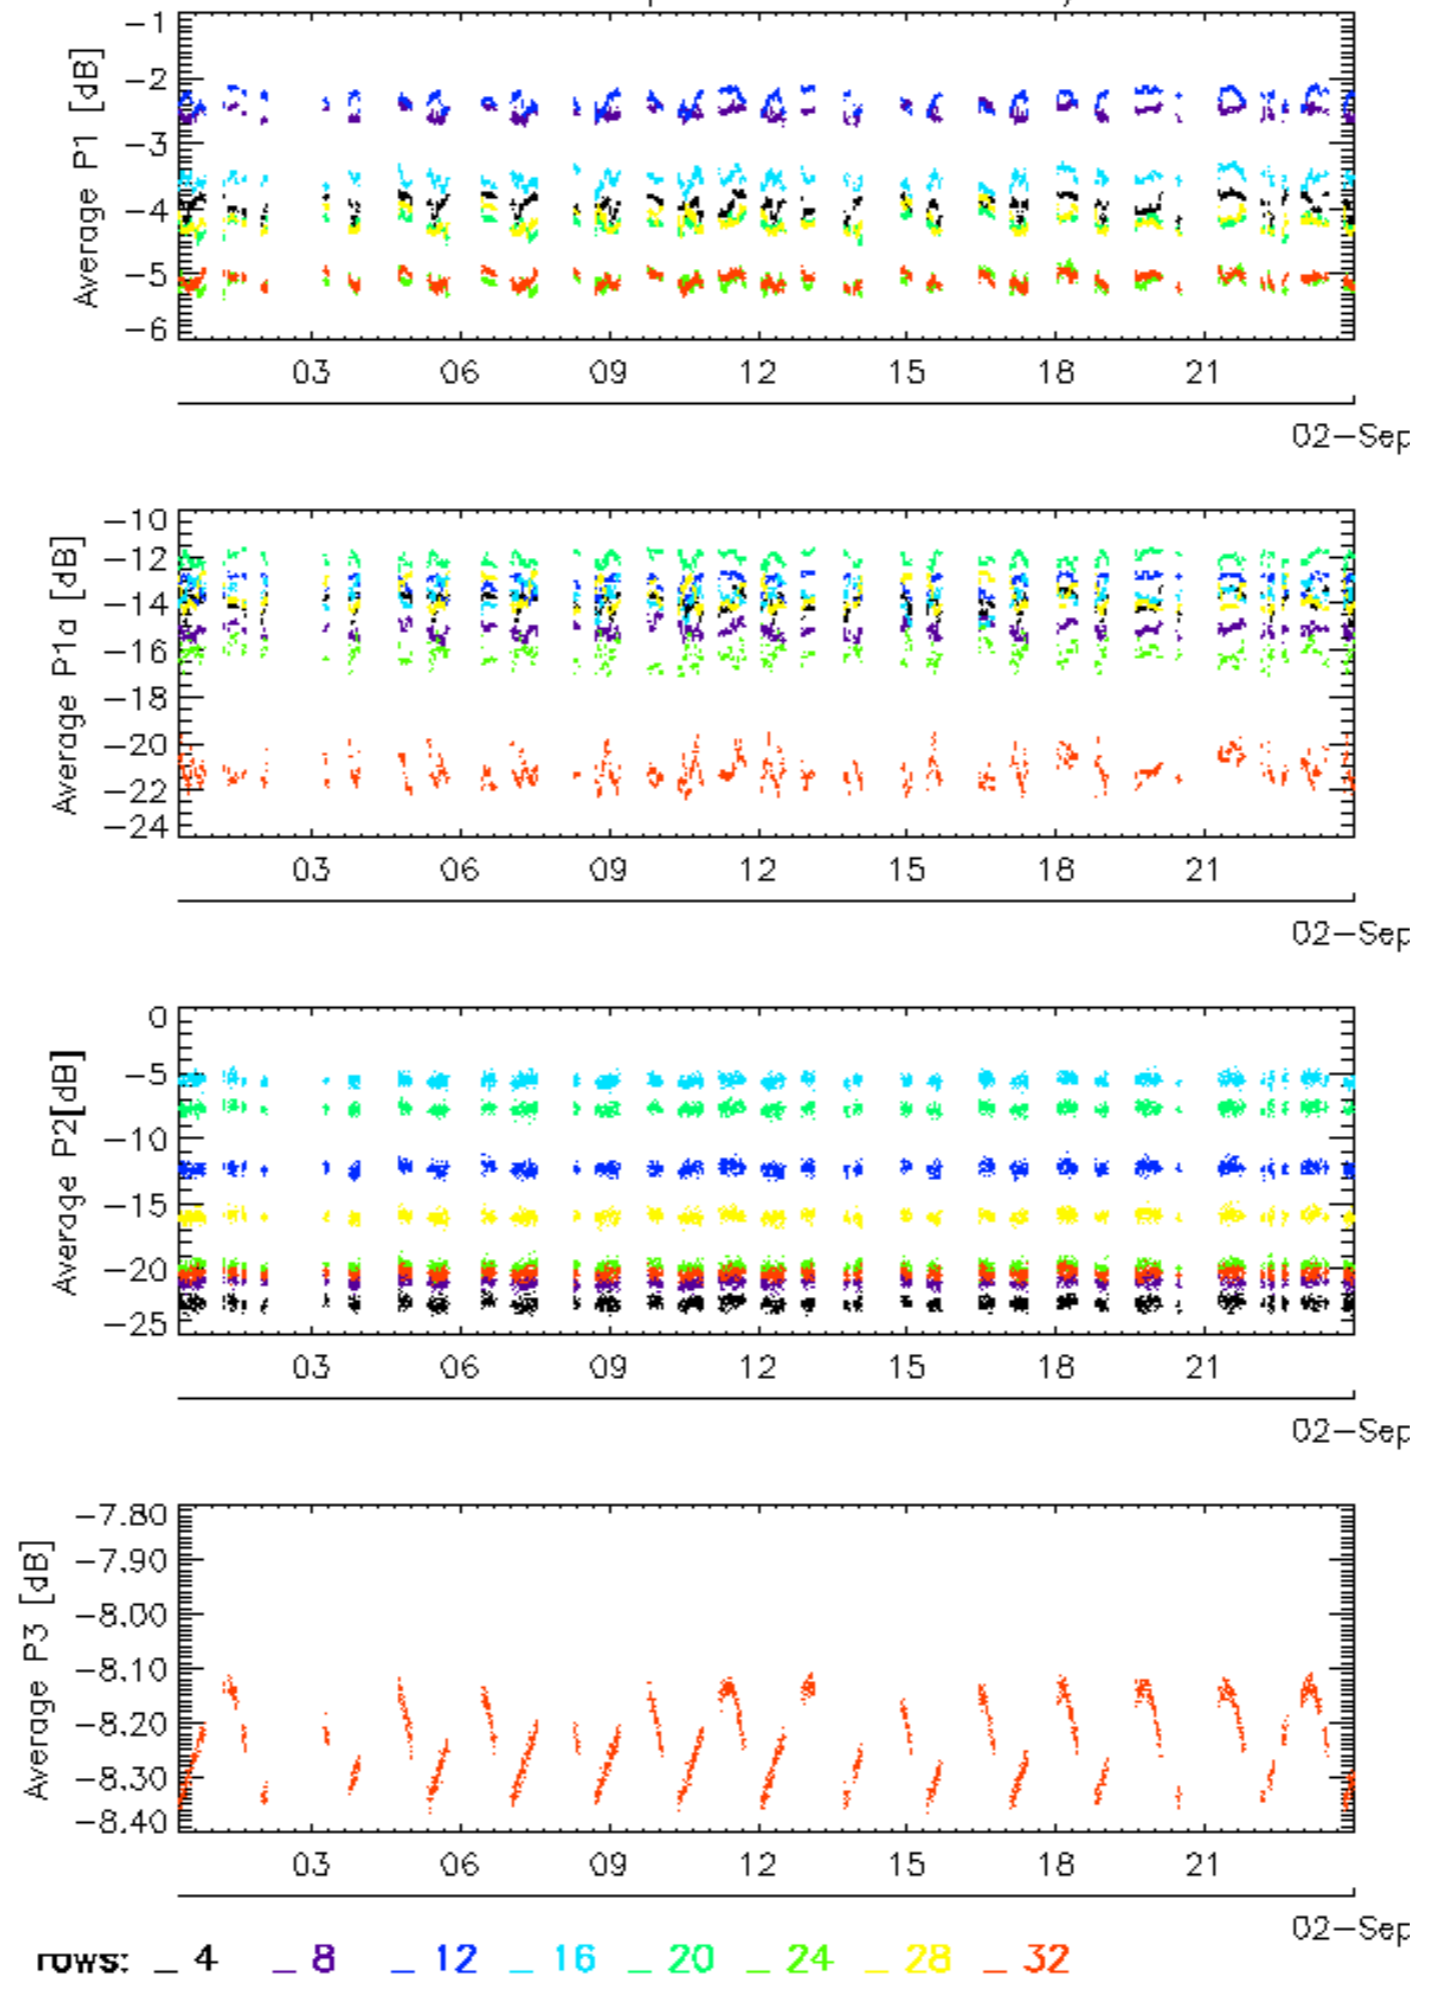 Average P1 [dB]
-1
-2
-3
-4
-5
-6
03 06 09 12 15 18 21
02-Sep
Average P1a [dB]
-10
-12
-14
-16
-18
-20
-22
-24
03 06 09 12 15 18 21
02-Sep
Average P2[dB]
0
-5
-10
-15
-20
-25
03 06 09 12 15 18 21
02-Sep
Average P3 [dB]
-7.80
-7.90
-8.00
-8.10
-8.20
-8.30
-8.40
03 06 09 12 15 18 21
02-Sep
rows: _ 4 _ 8 _ 12 _ 16 _ 20 _ 24 _ 28 _ 32